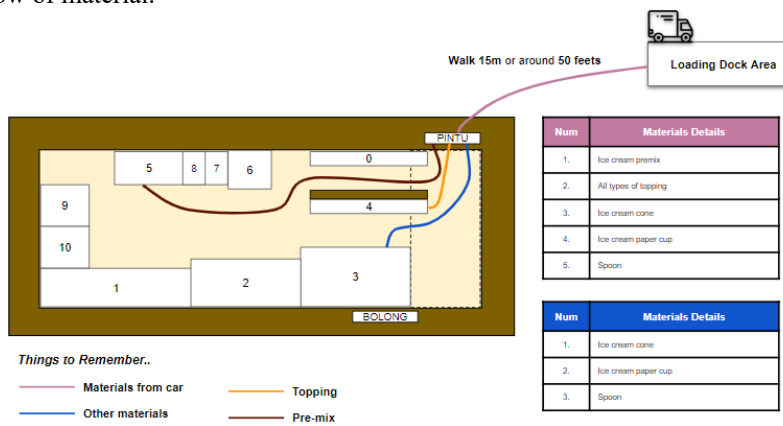 ow of material.
Walk 15m or around 50 feets
Loading Dock Area
PINTU
5
8
7
6
0
4
9
10
1
2
3
BOLONG
Num Materials Details
1. Ice cream premix
2. All types of topping
3. Ice cream cone
4. Ice cream paper cup
5. Spoon
Num Materials Details
1. Ice cream cone
2. Ice cream paper cup
3. Spoon
Things to Remember..
Materials from car
Topping
Other materials
Pre-mix